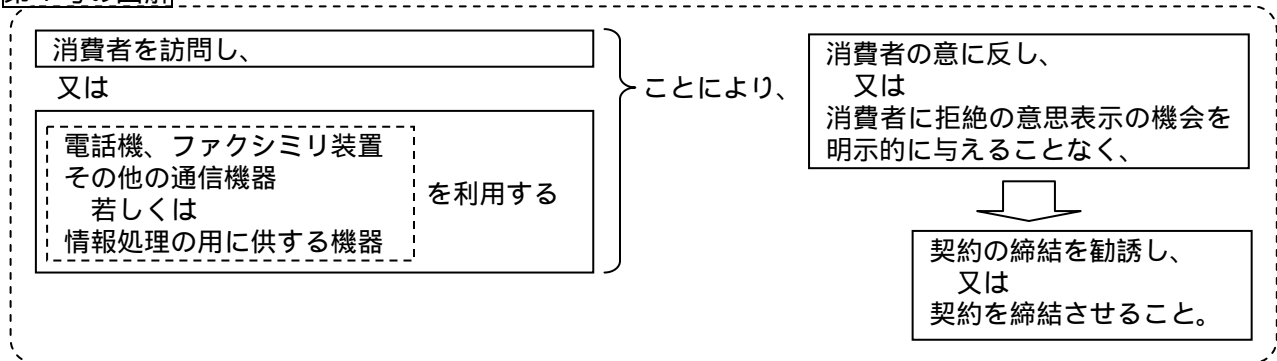 消費者を訪問し、
又は
電話機、ファクシミリ装置
その他の通信機器
若しくは
情報処理の用に供する機器
を利用する
ことにより、
消費者の意に反し、
又は
消費者に拒絶の意思表示の機会を
明示的に与えることなく、
契約の締結を勧誘し、
又は
契約を締結させること。